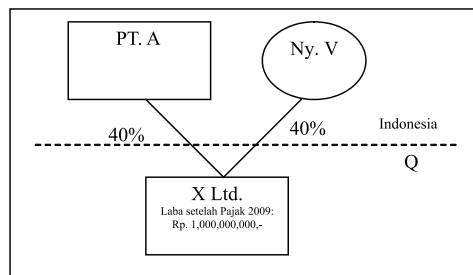 PT. A
Ny. V
40%
40%
Indonesia
Q
X Ltd.
Laba setelah Pajak 2009:
Rp. 1,000,000,000,-